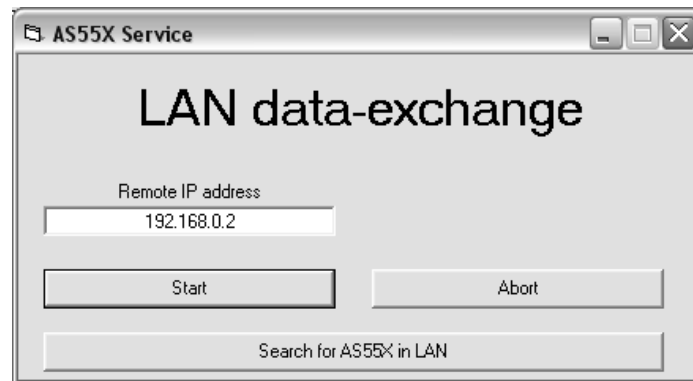 AS55X Service
LAN data-exchange
Remote IP address
192.168.0.2
Start Abort
Search for AS55X in LAN